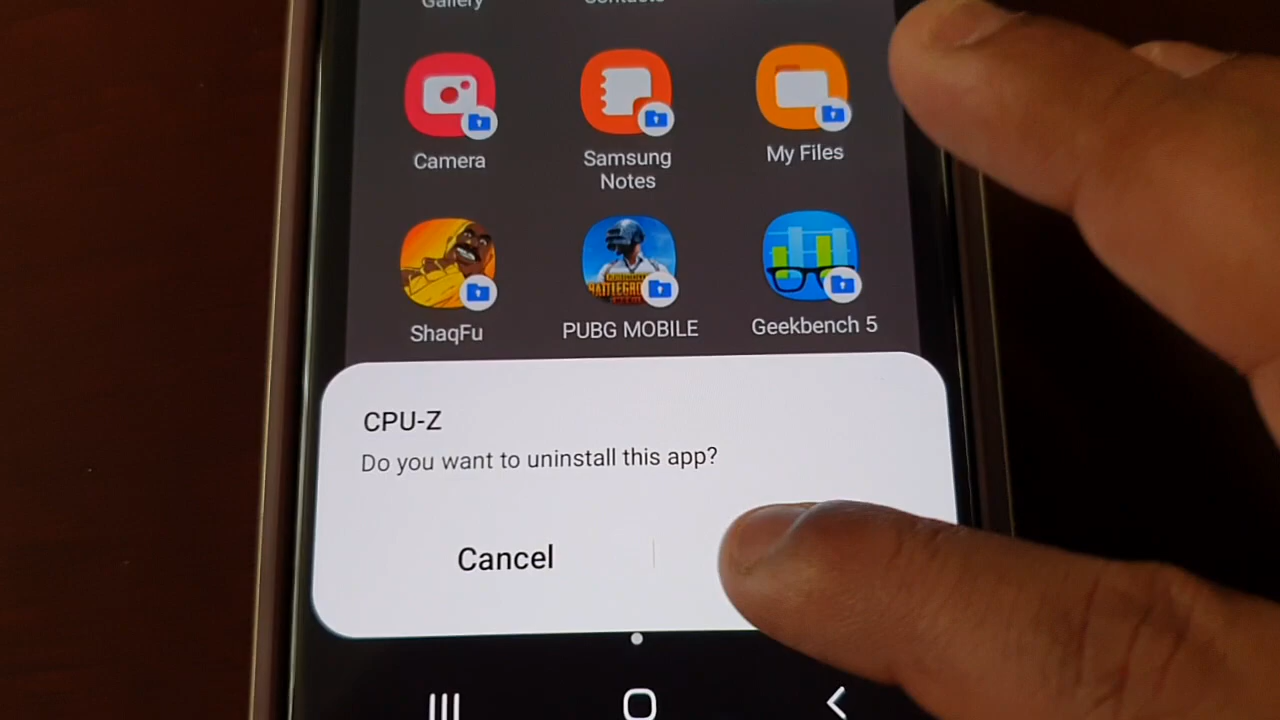 Gallery
Contacts
Camera
Samsung
Notes
My Files
BATTLEGRO
ShaqFu
PUBG MOBILE
Geekbench 5
CPU-Z
Do you want to uninstall this app?
Cancel